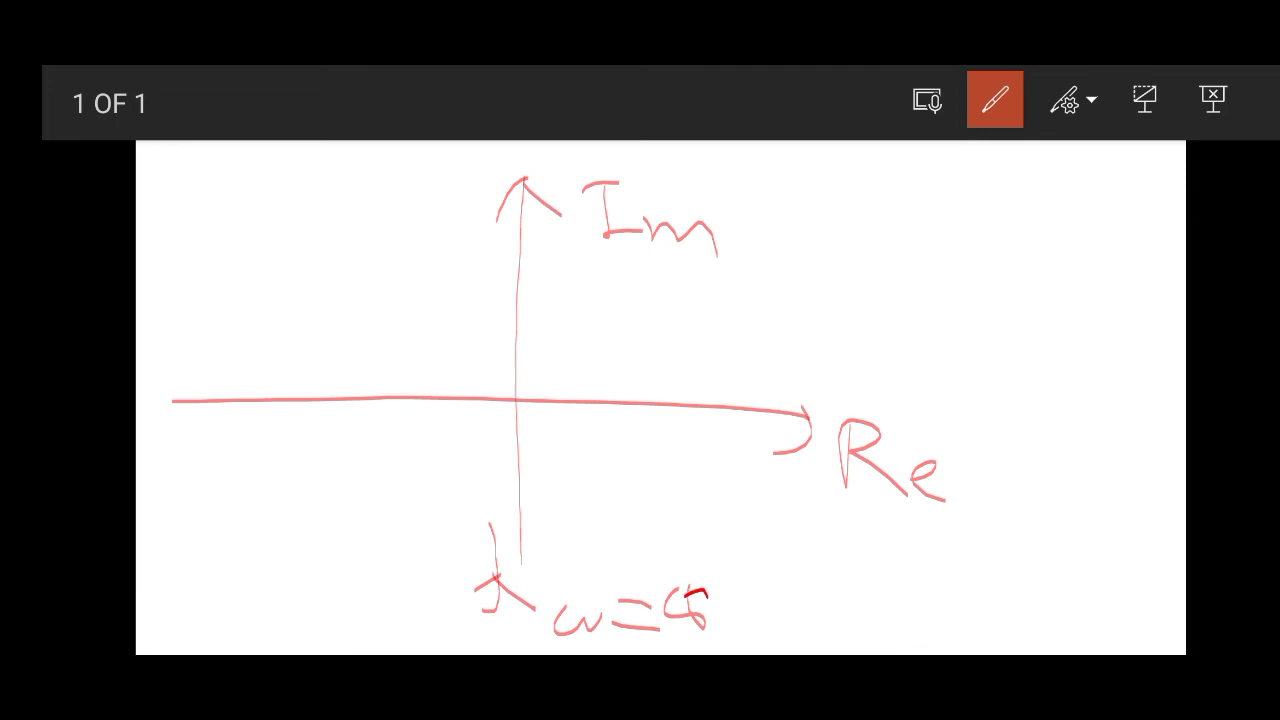 1 OF 1
Im
Re
ω =